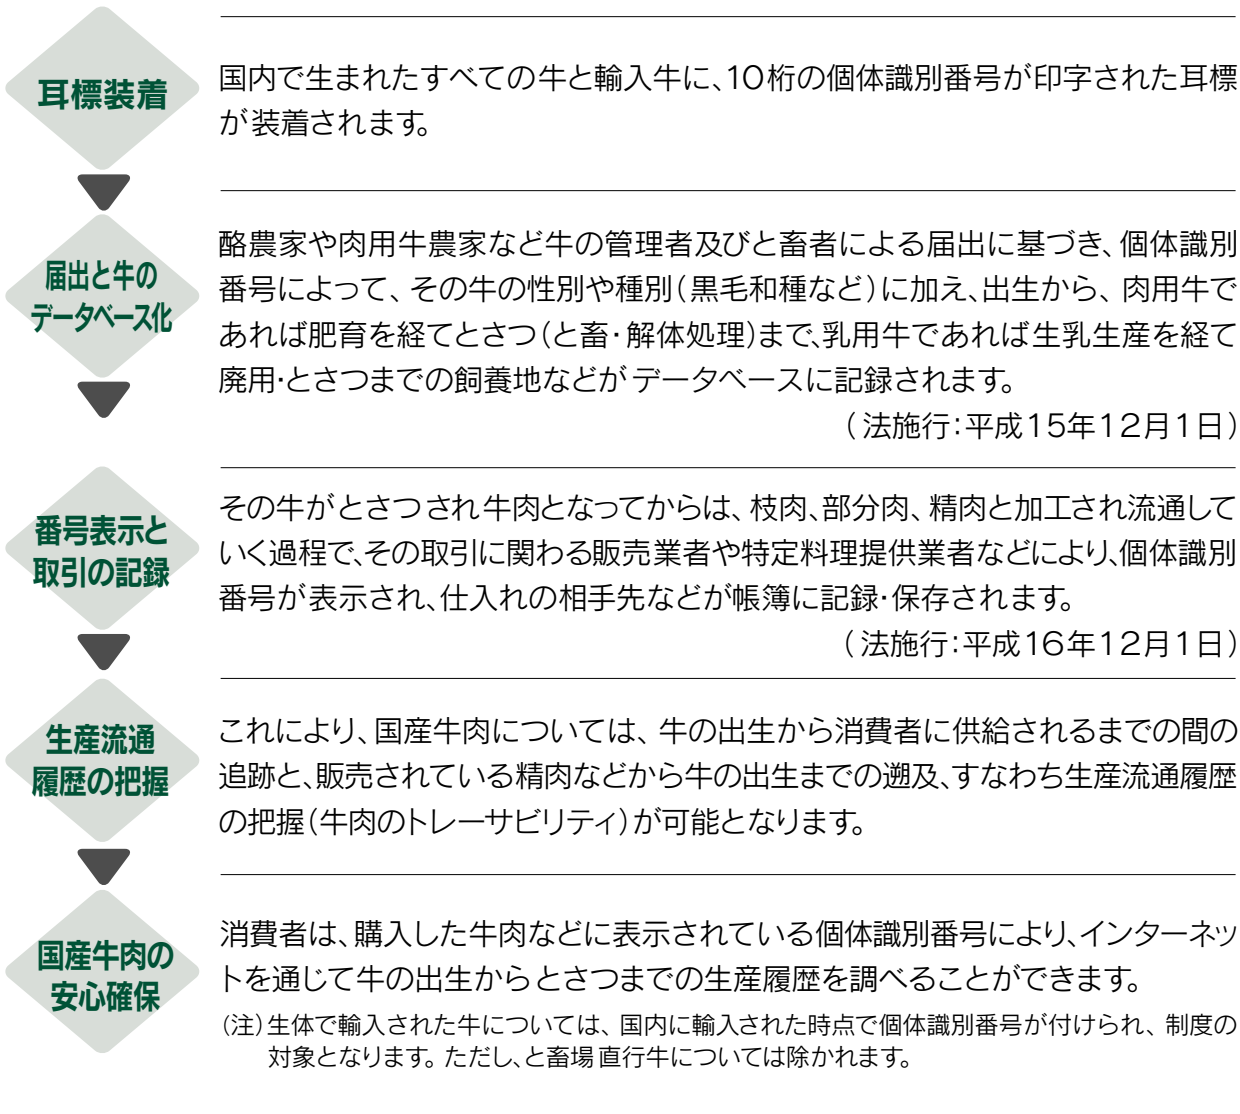 耳標装着
国内で生まれたすべての牛と輸入牛に、10桁の個体識別番号が印字された耳標
が装着されます。
届出と牛の
データベース化
酪農家や肉用牛農家など牛の管理者及びと畜者による届出に基づき、個体識別
番号によって、その牛の性別や種別(黒毛和種など)に加え、出生から、肉用牛で
あれば肥育を経てとさつ(と畜・解体処理)まで、乳用牛であれば生乳生産を経て
廃用・とさつまでの飼養地などがデータベースに記録されます。
(法施行:平成15年12月1日)
番号表示と
取引の記録
その牛がとさつされ牛肉となってからは、枝肉、部分肉、精肉と加工され流通して
いく過程で、その取引に関わる販売業者や特定料理提供業者などにより、個体識別
番号が表示され、仕入れの相手先などが帳簿に記録・保存されます。
(法施行:平成16年12月1日)
生産流通
履歴の把握
これにより、国産牛肉については、牛の出生から消費者に供給されるまでの間の
追跡と、販売されている精肉などから牛の出生までの遡及、すなわち生産流通履歴
の把握(牛肉のトレーサビリティ)が可能となります。
国産牛肉の
安心確保
消費者は、購入した牛肉などに表示されている個体識別番号により、インターネッ
トを通じて牛の出生からとさつまでの生産履歴を調べることができます。
(注)生体で輸入された牛については、国内に輸入された時点で個体識別番号が付けられ、制度の
対象となります。ただし、と畜場直行牛については除かれます。